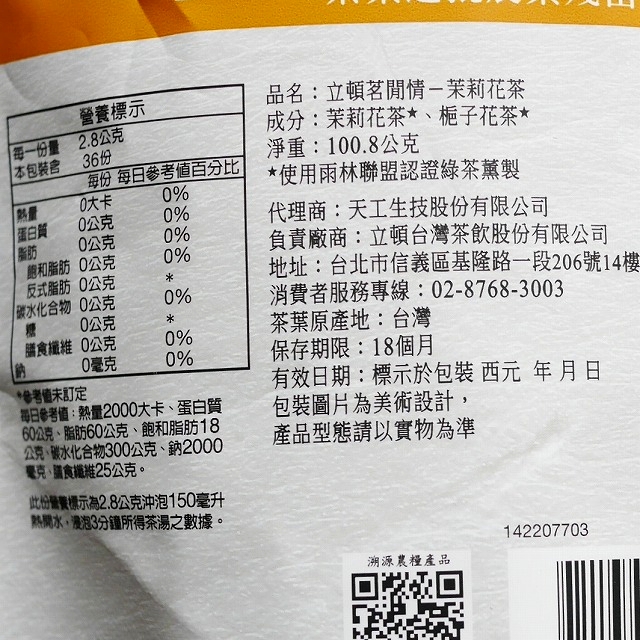 營養標示
每一份量 2.8公克
本包裝含 36份
每份 每日參考值百分比
熱量 0大卡 0%
蛋白質 0公克 0%
脂肪 0公克 0%
飽和脂肪 0公克 0%
反式脂肪 0公克 *
碳水化合物 0公克 0%
糖 0公克 *
膳食纖維 0公克 0%
鈉 0毫克 0%
*參考值未訂定
每日參考值：熱量2000大卡、蛋白質
60公克、脂肪60公克、飽和脂肪18
公克、碳水化合物300公克、鈉2000
毫克、膳食纖維25公克。
此份營養標示為2.8公克沖泡150毫升
熱開水，浸泡3分鐘所得茶湯之數據。
品名：立頓茗閒情－茉莉花茶
成分：茉莉花茶★、梔子花茶★
淨重：100.8公克
★使用雨林聯盟認證綠茶薰製
代理商：天工生技股份有限公司
負責廠商：立頓台灣茶飲股份有限公司
地址：台北市信義區基隆路一段206號14樓
消費者服務專線：02-8768-3003
茶葉原產地：台灣
保存期限：18個月
有效日期：標示於包裝 西元 年 月 日
包裝圖片為美術設計，
產品型態請以實物為準
142207703
溯源農糧產品